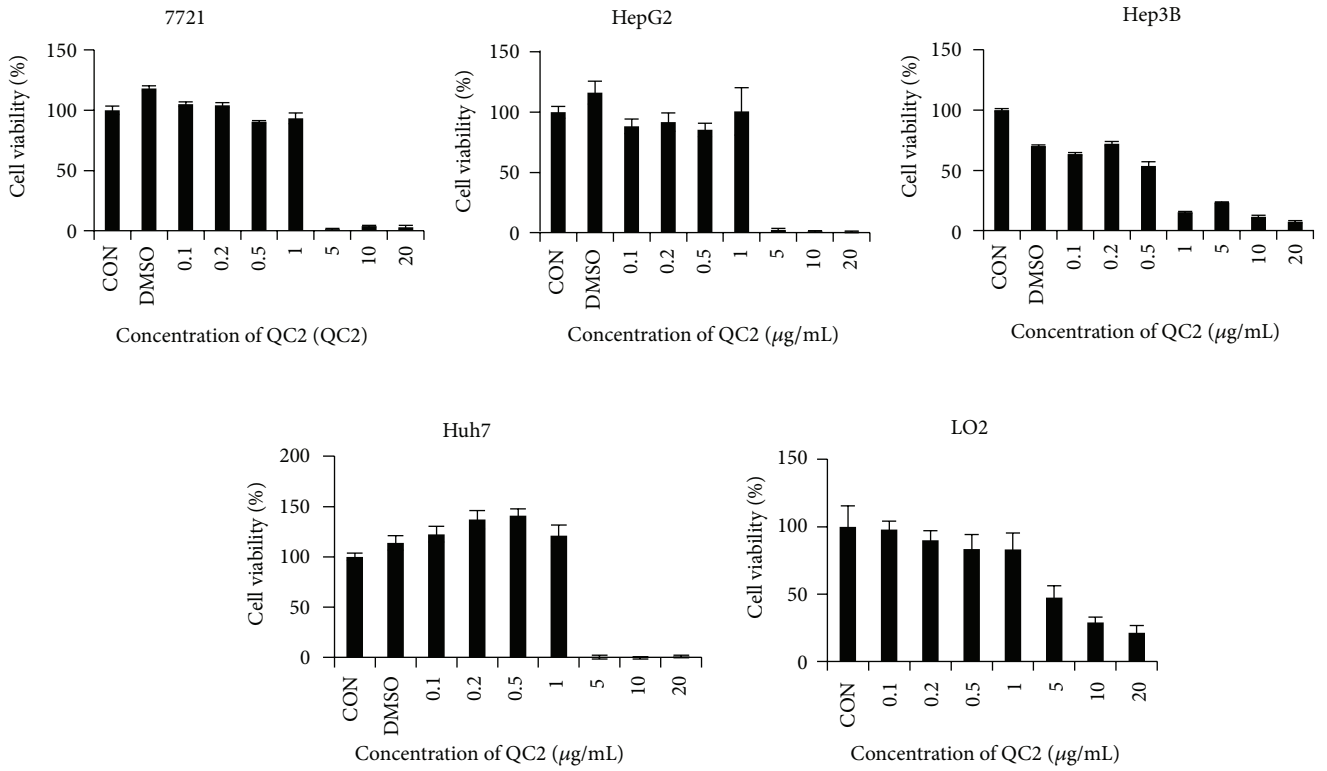 7721
Cell viability (%)
150
100
50
0
CON
DMSO
0.1
0.2
0.5
1
5
10
20
Concentration of QC2 (QC2)
HepG2
Cell viability (%)
150
100
50
0
CON
DMSO
0.1
0.2
0.5
1
5
10
20
Concentration of QC2 (μg/mL)
Hep3B
Cell viability (%)
150
100
50
0
CON
DMSO
0.1
0.2
0.5
1
5
10
20
Concentration of QC2 (μg/mL)
Huh7
Cell viability (%)
200
150
100
50
0
CON
DMSO
0.1
0.2
0.5
1
5
10
20
Concentration of QC2 (μg/mL)
LO2
Cell viability (%)
150
100
50
0
CON
0.1
0.2
0.5
1
5
10
20
Concentration of QC2 (μg/mL)